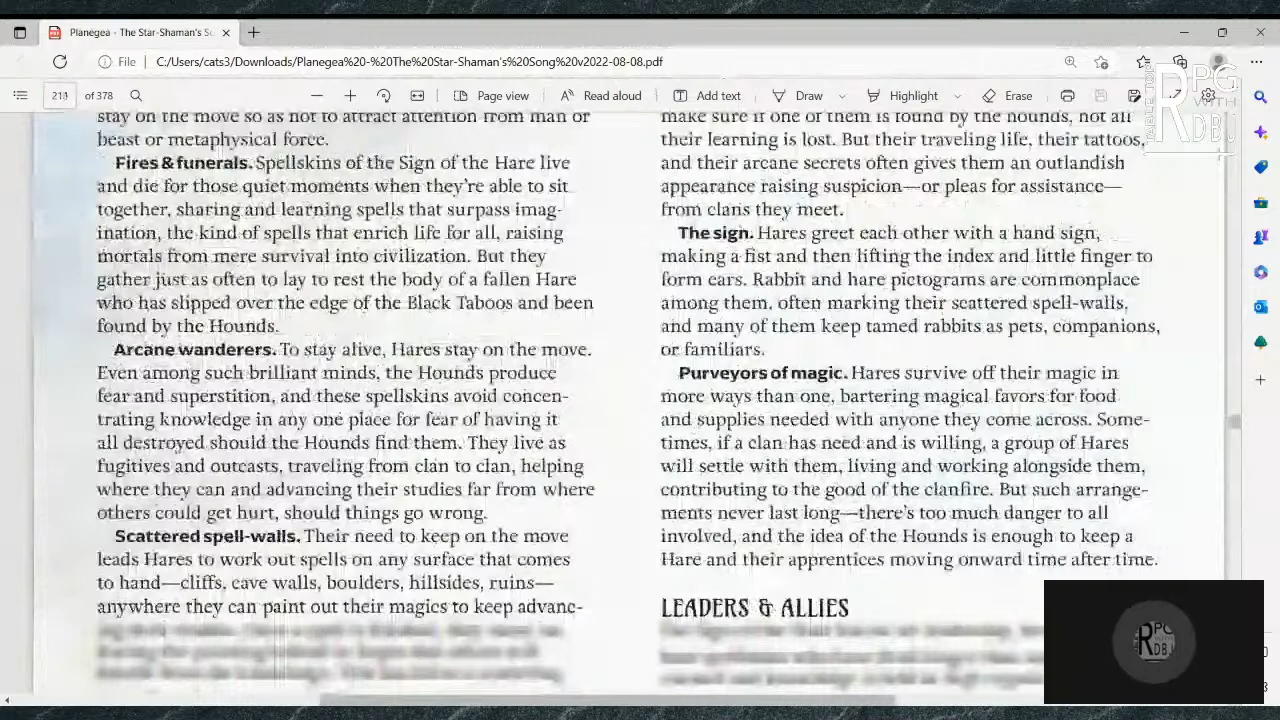 Planegea - The Star-Shaman's So
File
C:/Users/cats3/Downloads/Planegea%20-%20The%20Star-Shaman's%20Song%20v2022-08-08.pdf
of 378
Page view
Read aloud
Add text
Draw
Highlight
Erase
RPG
WITH
RDBJ
TABLE TOP
stay on the move so as not to attract attention from man or
beast or metaphysical force.
Fires & funerals. Spellskins of the Sign of the Hare live
and die for those quiet moments when they're able to sit
together, sharing and learning spells that surpass imag-
ination, the kind of spells that enrich life for all, raising
mortals from mere survival into civilization. But they
gather just as often to lay to rest the body of a fallen Hare
who has slipped over the edge of the Black Taboos and been
found by the Hounds.
Arcane wanderers. To stay alive, Hares stay on the move.
Even among such brilliant minds, the Hounds produce
fear and superstition, and these spellskins avoid concen-
trating knowledge in any one place for fear of having it
all destroyed should the Hounds find them. They live as
fugitives and outcasts, traveling from clan to clan, helping
where they can and advancing their studies far from where
others could get hurt, should things go wrong.
Scattered spell-walls. Their need to keep on the move
leads Hares to work out spells on any surface that comes
to hand—cliffs, cave walls, boulders, hillsides, ruins—
anywhere they can paint out their magics to keep advanc-
make sure if one of them is found by the hounds, not all
their learning is lost. But their traveling life, their tattoos,
and their arcane secrets often gives them an outlandish
appearance raising suspicion—or pleas for assistance—
from clans they meet.
The sign. Hares greet each other with a hand sign,
making a fist and then lifting the index and little finger to
form ears. Rabbit and hare pictograms are commonplace
among them, often marking their scattered spell-walls,
and many of them keep tamed rabbits as pets, companions,
or familiars.
Purveyors of magic. Hares survive off their magic in
more ways than one, bartering magical favors for food
and supplies needed with anyone they come across. Some-
times, if a clan has need and is willing, a group of Hares
will settle with them, living and working alongside them,
contributing to the good of the clanfire. But such arrange-
ments never last long—there's too much danger to all
involved, and the idea of the Hounds is enough to keep a
Hare and their apprentices moving onward time after time.
LEADERS & ALLIES
RPG
RDBJ